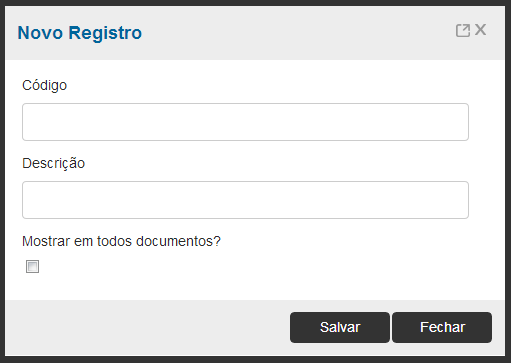 Novo Registro
Código
Descrição
Mostrar em todos documentos?
Salvar Fechar